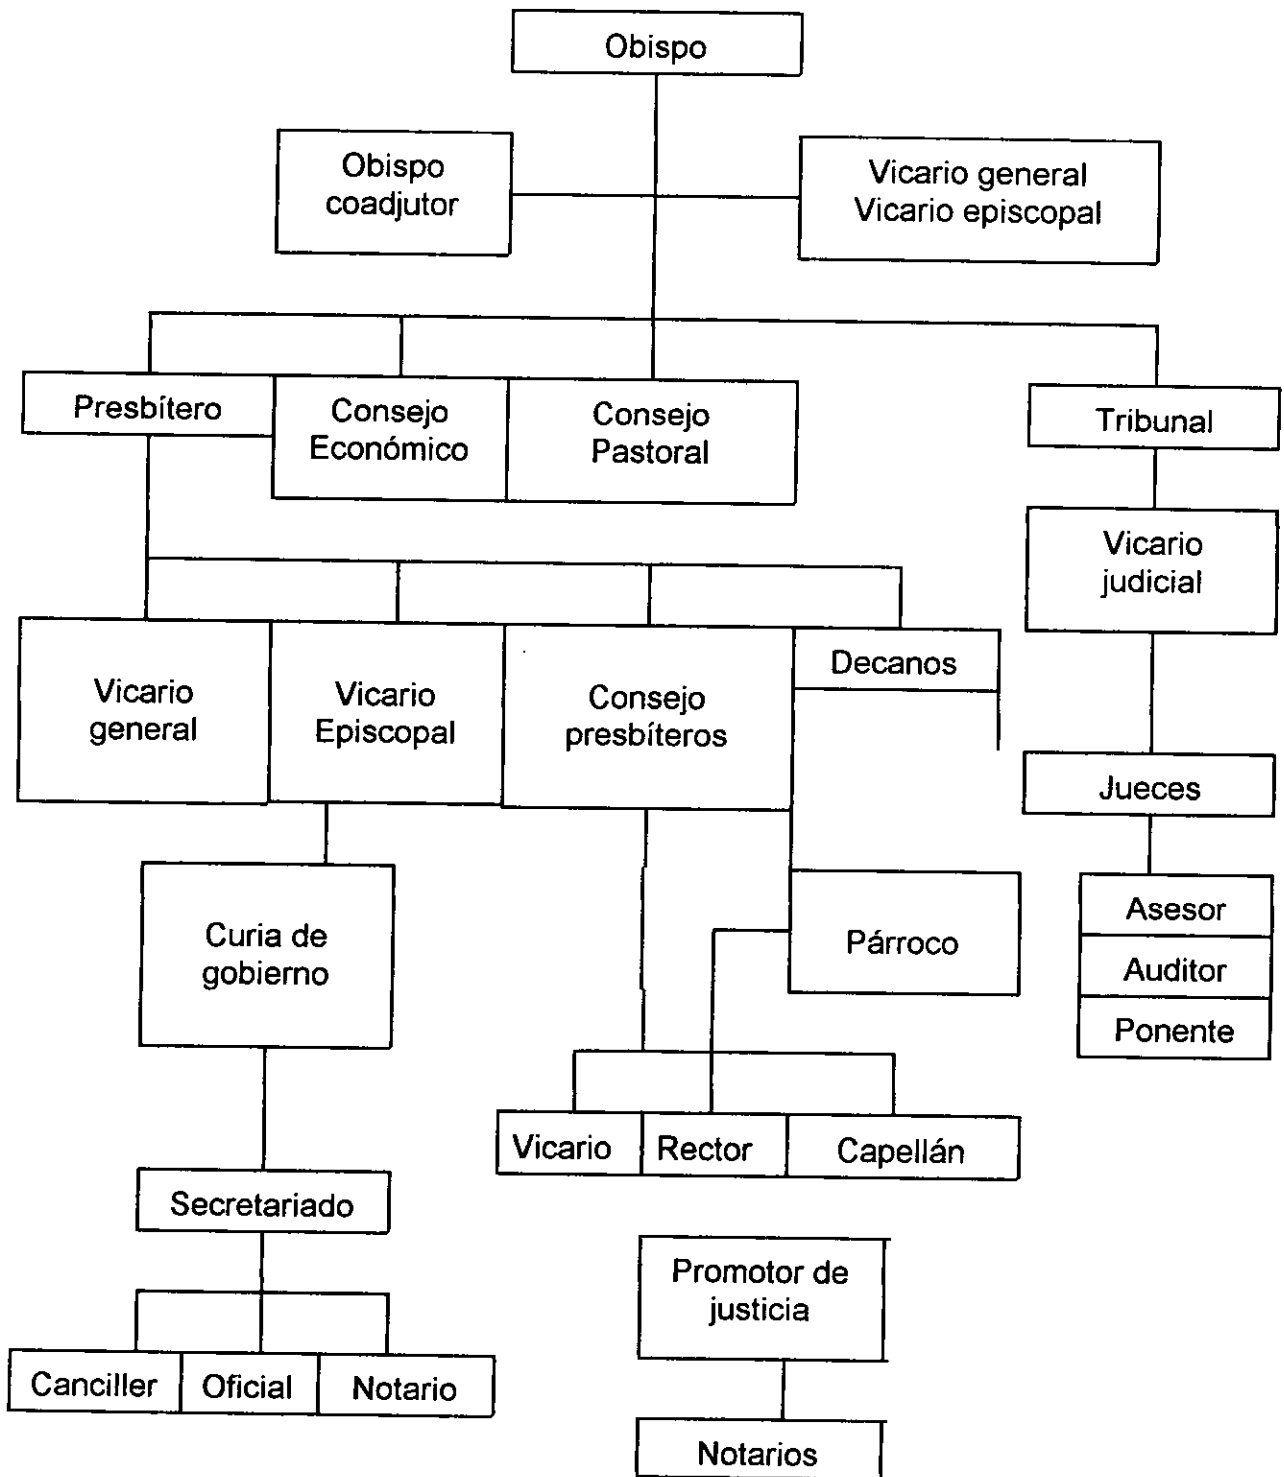 Obispo
Obispo
coadjutor
Vicario general
Vicario episcopal
Presbítero
Consejo
Económico
Consejo
Pastoral
Tribunal
Vicario
judicial
Vicario
general
Vicario
Episcopal
Consejo
presbíteros
Decanos
Jueces
Curia de
gobierno
Párroco
Asesor
Auditor
Ponente
Vicario
Rector
Capellán
Secretariado
Promotor de
justicia
Canciller
Oficial
Notario
Notarios